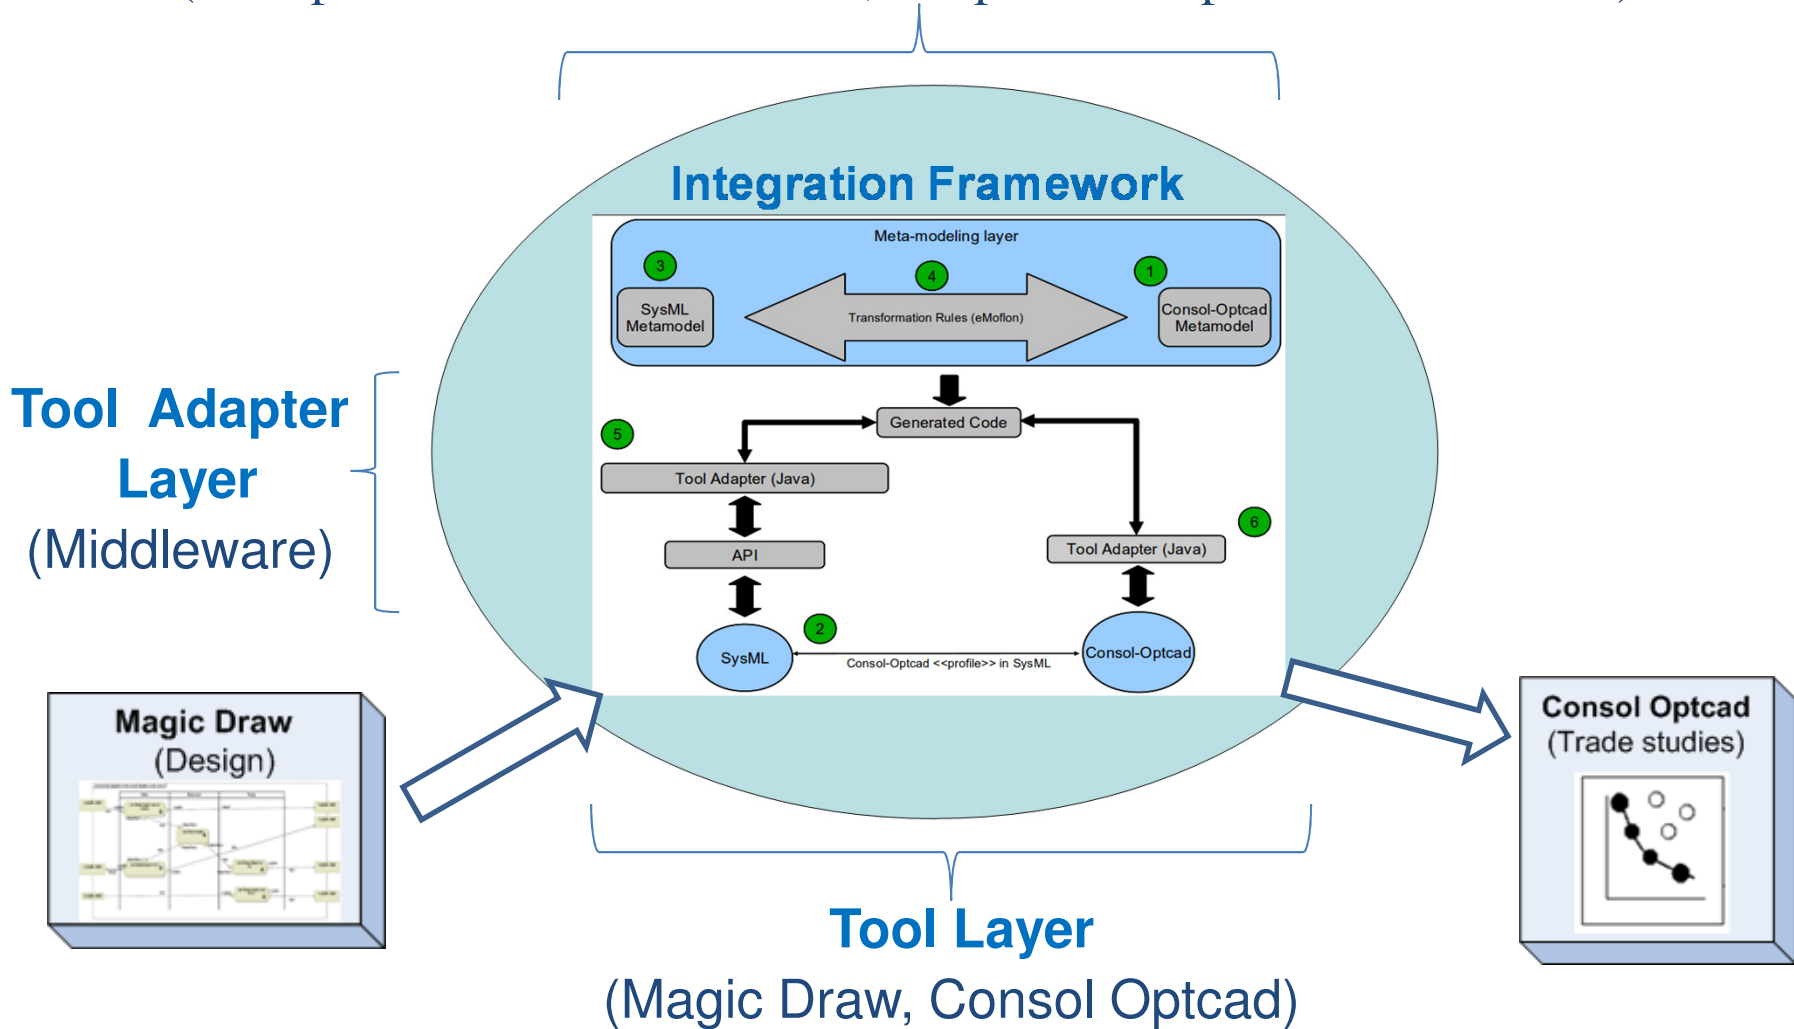 Integration Framework
Meta-modeling layer
3
4
1
SysML
Metamodel
Transformation Rules (eMoflon)
Consol-Optcad
Metamodel
Tool Adapter
Layer
(Middleware)
Generated Code
5
Tool Adapter (Java)
6
API
Tool Adapter (Java)
2
SysML
Consol-Optcad <<profile>> in SysML
Consol-Optcad
Magic Draw
(Design)
Consol Optcad
(Trade studies)
Tool Layer
(Magic Draw, Consol Optcad)